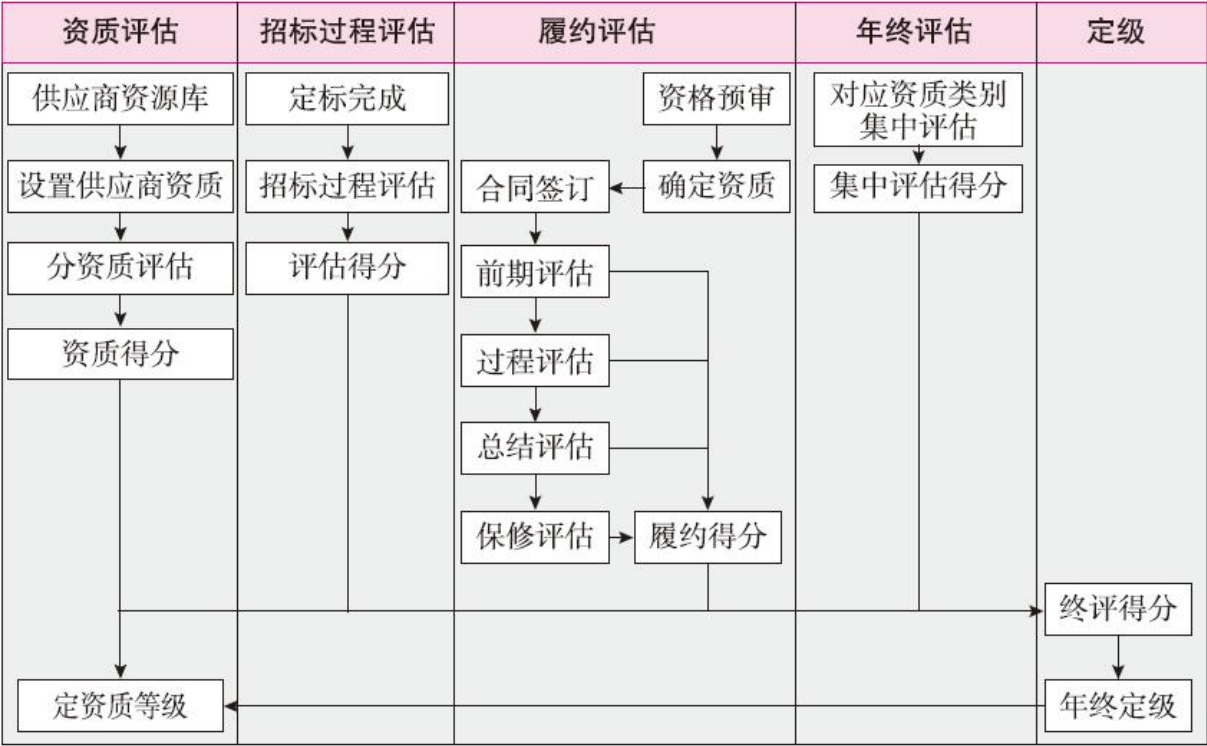 资质评估
招标过程评估
履约评估
年终评估
定级
供应商资源库
设置供应商资质
分资质评估
资质得分
定资质等级
定标完成
招标过程评估
评估得分
资格预审
确定资质
合同签订
前期评估
过程评估
总结评估
保修评估
履约得分
对应资质类别
集中评估
集中评估得分
终评得分
年终定级